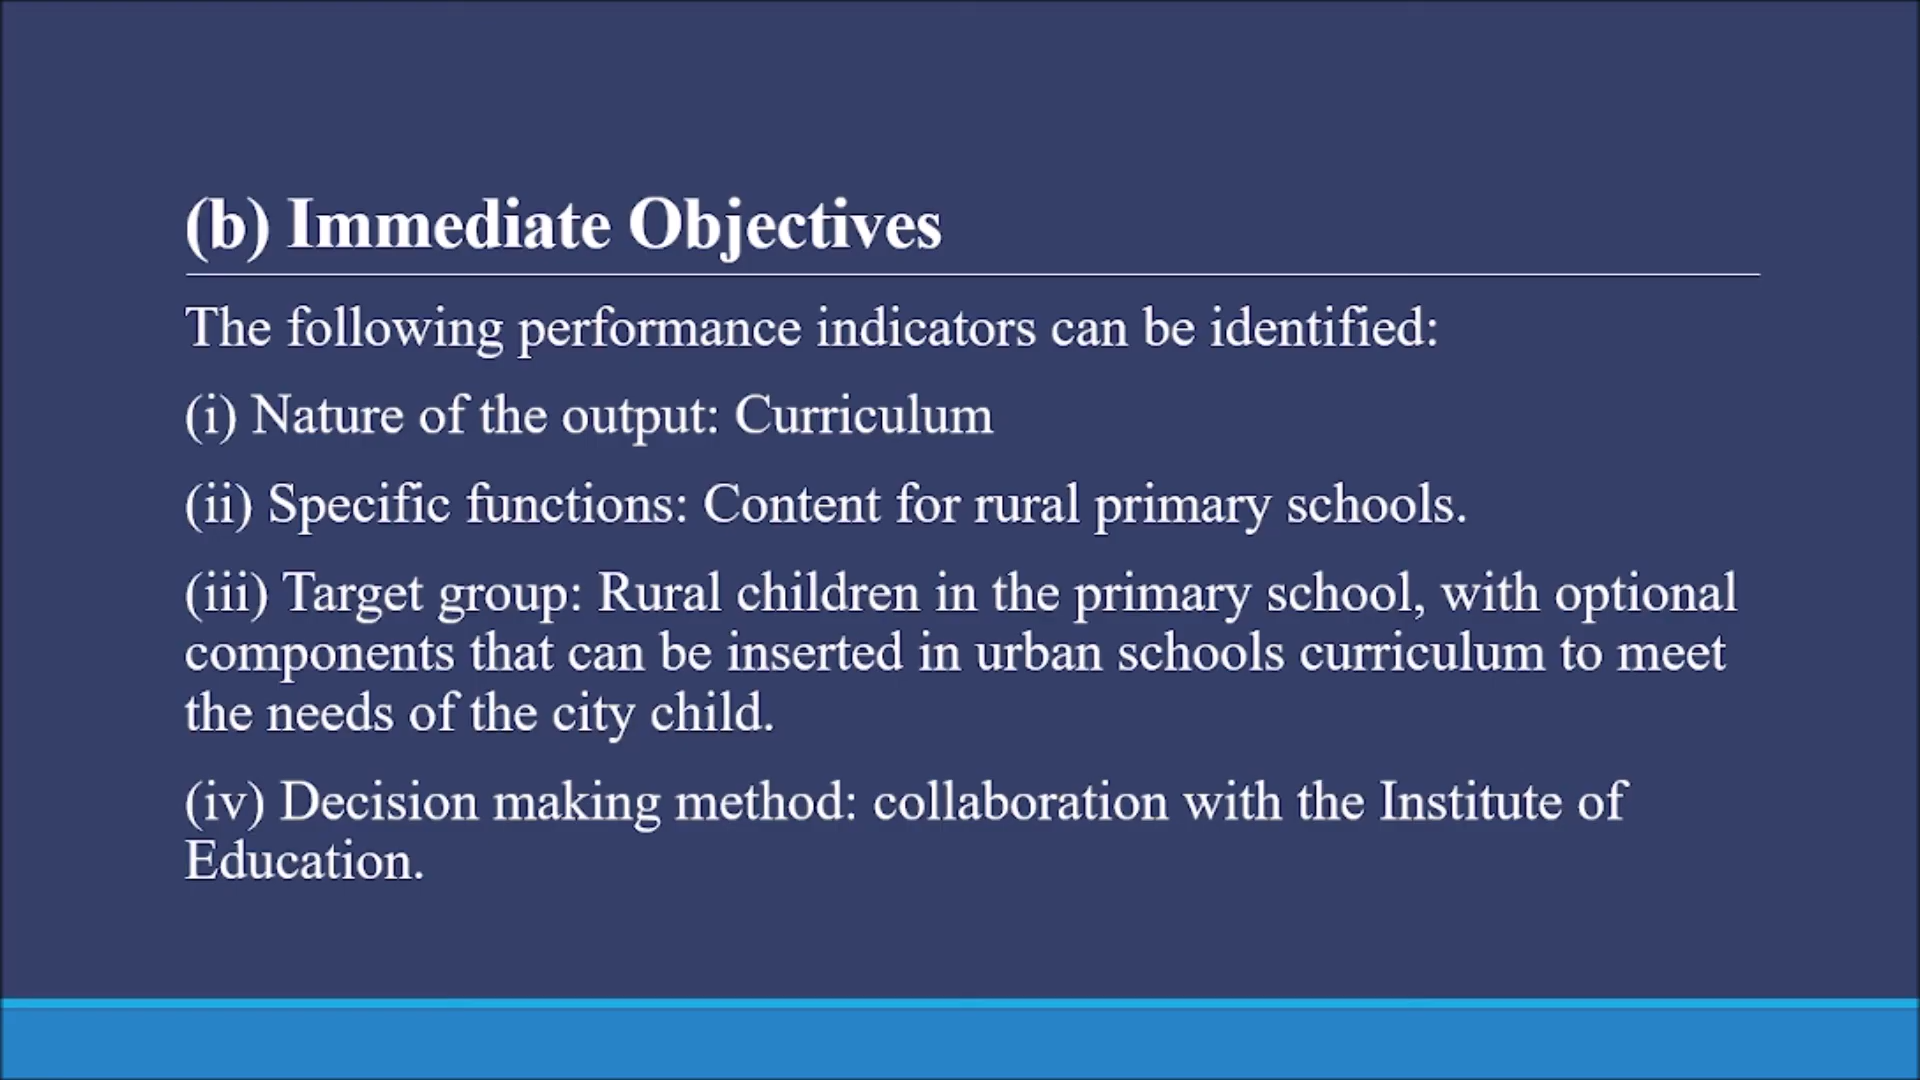 (b) Immediate Objectives
The following performance indicators can be identified:
(i) Nature of the output: Curriculum
(ii) Specific functions: Content for rural primary schools.
(iii) Target group: Rural children in the primary school, with optional
components that can be inserted in urban schools curriculum to meet
the needs of the city child.
(iv) Decision making method: collaboration with the Institute of
Education.